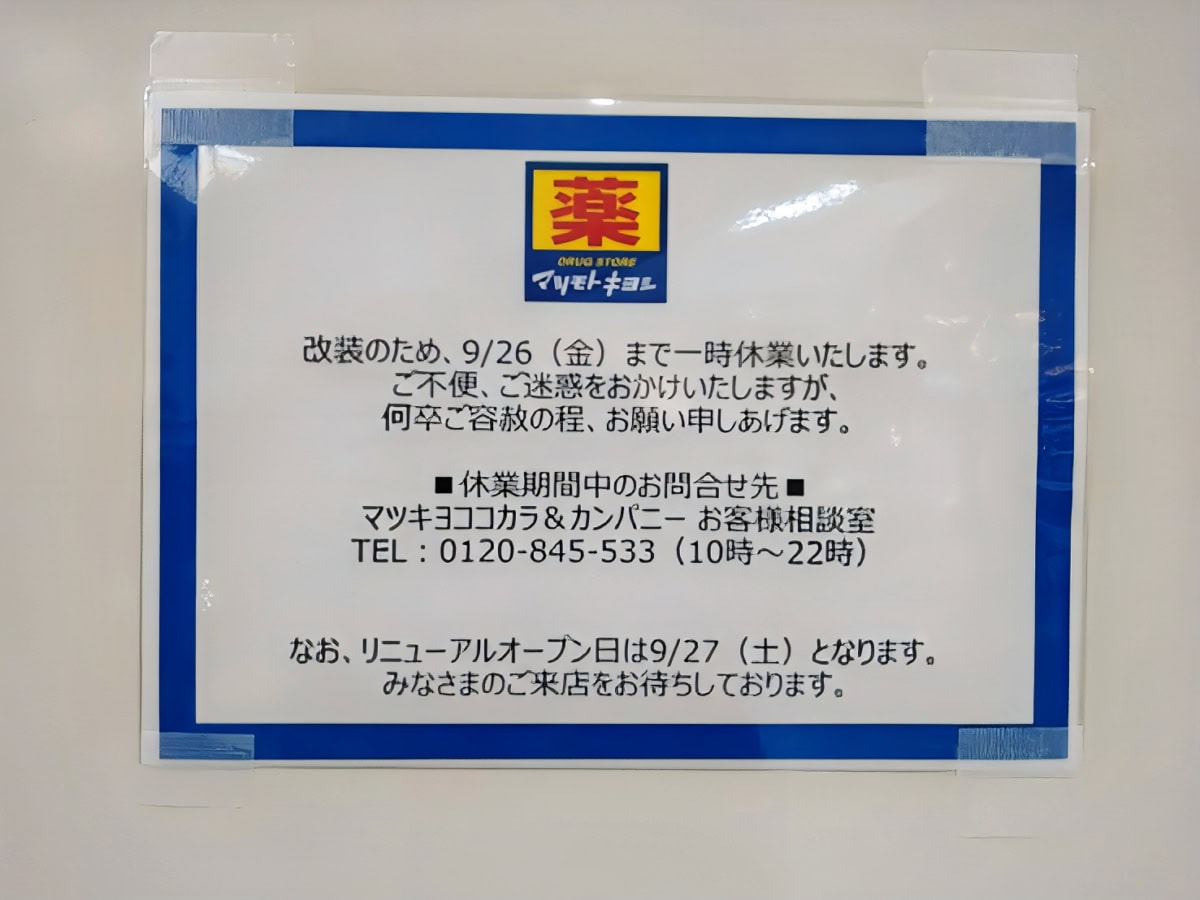 薬
DRUG STORE
マツモトキヨシ
改装のため、9/26（金）まで一時休業いたします。
ご不便、ご迷惑をおかけいたしますが、
何卒ご容赦の程、お願い申しあげます。
■休業期間中のお問合せ先■
マツキヨココカラ＆カンパニー お客様相談室
TEL：0120-845-533（10時～22時）
なお、リニューアルオープン日は9/27（土）となります。
みなさまのご来店をお待ちしております。